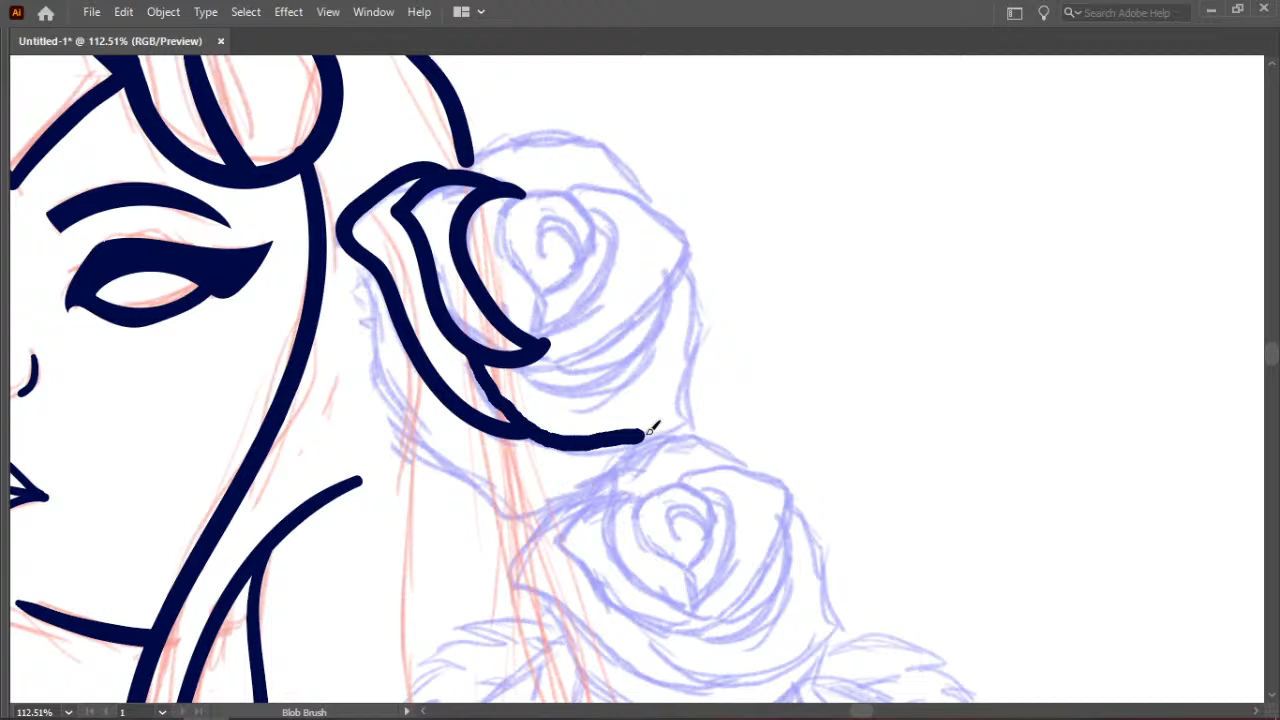 Ai File Edit Object Type Select Effect View Window Help Search Adobe Help
Untitled-1* @ 112.51% (RGB/Preview) ×
112.51% 1 Blob Brush